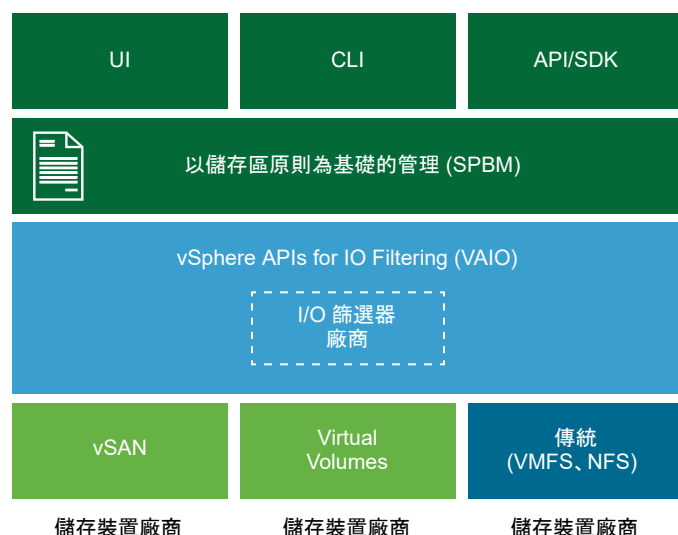 UI
CLI
API/SDK
以儲存區原則為基礎的管理 (SPBM)
vSphere APIs for IO Filtering (VAIO)
I/O 篩選器
廠商
vSAN
Virtual
Volumes
傳統
(VMFS、NFS)
儲存裝置廠商
儲存裝置廠商
儲存裝置廠商